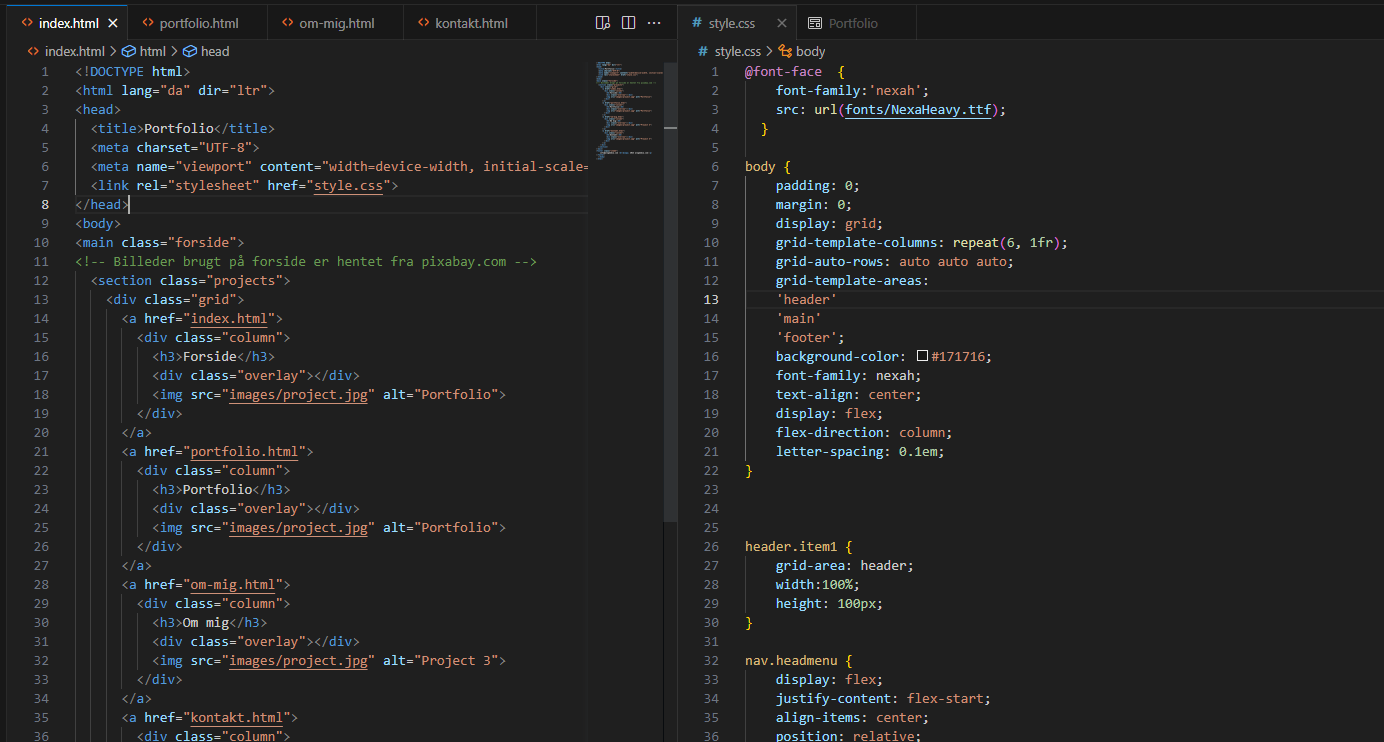 index.html
portfolio.html
om-mig.html
kontakt.html
index.html > html > head
1 <!DOCTYPE html>
2 <html lang="da" dir="ltr">
3 <head>
4 <title>Portfolio</title>
5 <meta charset="UTF-8">
6 <meta name="viewport" content="width=device-width, initial-scale=
7 <link rel="stylesheet" href="style.css">
8 </head>
9 <body>
10 <main class="forside">
11 <!-- Billeder brugt på forside er hentet fra pixabay.com -->
12 <section class="projects">
13 <div class="grid">
14 <a href="index.html">
15 <div class="column">
16 <h3>Forside</h3>
17 <div class="overlay"></div>
18 <img src="images/project.jpg" alt="Portfolio">
19 </div>
20 </a>
21 <a href="portfolio.html">
22 <div class="column">
23 <h3>Portfolio</h3>
24 <div class="overlay"></div>
25 <img src="images/project.jpg" alt="Portfolio">
26 </div>
27 </a>
28 <a href="om-mig.html">
29 <div class="column">
30 <h3>Om mig</h3>
31 <div class="overlay"></div>
32 <img src="images/project.jpg" alt="Project 3">
33 </div>
34 </a>
35 <a href="kontakt.html">
36 <div class="column">
# style.css
Portfolio
# style.css > body
1 @font-face  {
2 font-family:'nexah';
3 src: url(fonts/NexaHeavy.ttf);
4 }
5
6 body {
7 padding: 0;
8 margin: 0;
9 display: grid;
10 grid-template-columns: repeat(6, 1fr);
11 grid-auto-rows: auto auto auto;
12 grid-template-areas:
13 'header'
14 'main'
15 'footer';
16 background-color: #171716;
17 font-family: nexah;
18 text-align: center;
19 display: flex;
20 flex-direction: column;
21 letter-spacing: 0.1em;
22 }
23
24
25
26 header.item1 {
27 grid-area: header;
28 width:100%;
29 height: 100px;
30 }
31
32 nav.headmenu {
33 display: flex;
34 justify-content: flex-start;
35 align-items: center;
36 position: relative;